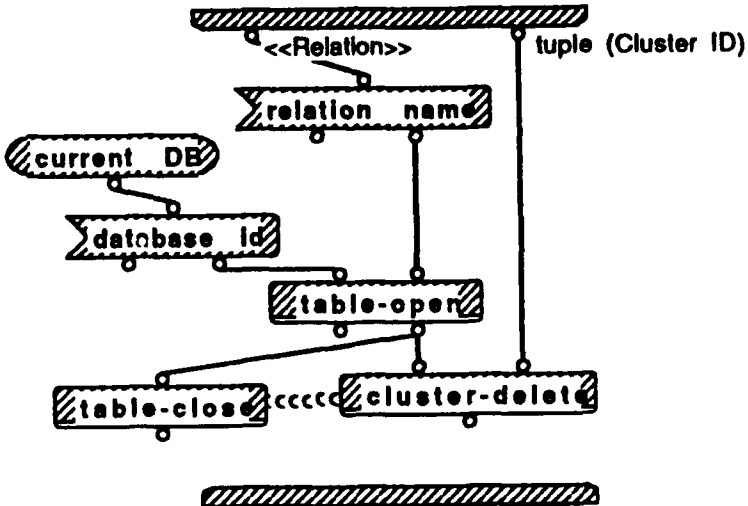 <<Relation>>
tuple (Cluster ID)
relation name
current DB
database id
table-open
table-close
cluster-delete